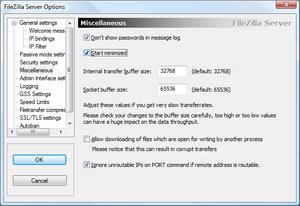 FileZilla Server Options
General settings
Welcome mess
IP bindings
IP Filter
Passive mode settin
Security settings
Miscellaneous
Admin Interface set
Logging
GSS Settings
Speed Limits
Filetransfer compre
SSL/TLS settings
Autoban
OK
Cancel
Miscellaneous
FileZilla Server
Don't show passwords in message log
Start minimized
Internal transfer buffer size: 32768 (default: 32768)
Socket buffer size: 65536 (default: 65536)
Adjust these values if you get very slow transferrates.
Please check your changes to the buffer size carefully, too high or too low values
can have a huge impact on the data throughput.
Allow downloading of files which are open for writing by another process
Please notice that this can result in corrupt transfers
Ignore unroutable IPs on PORT command if remote address is routable.